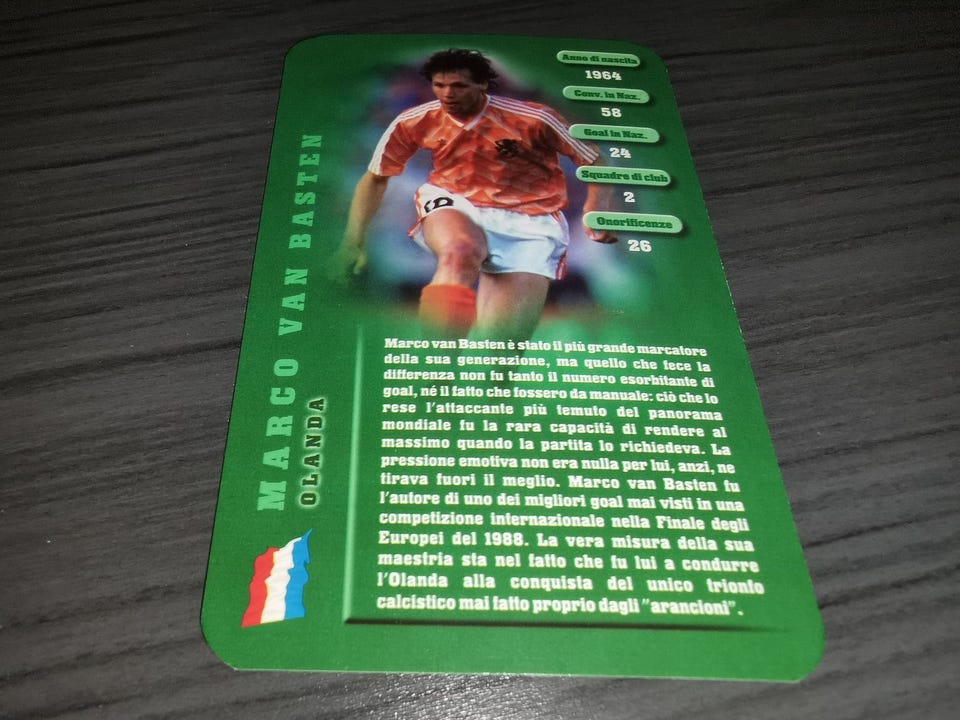 Anno di nascita
1964
Conv. in Naz.
58
Goal in Naz.
24
Squadre di club
2
Onorificenze
26
MARCO VAN BASTEN
OLANDA
Marco van Basten è stato il più grande marcatore
della sua generazione, ma quello che fece la
differenza non fu tanto il numero esorbitante di
goal, né il fatto che fossero da manuale: ciò che lo
rese l'attaccante più temuto del panorama
mondiale fu la rara capacità di rendere al
massimo quando la partita lo richiedeva. La
pressione emotiva non era nulla per lui, anzi, ne
tirava fuori il meglio. Marco van Basten fu
l'autore di uno dei migliori goal mai visti in una
competizione internazionale nella Finale degli
Europei del 1988. La vera misura della sua
maestria sta nel fatto che fu lui a condurre
l'Olanda alla conquista del unico trionfo
calcistico mai fatto proprio dagli "arancioni".